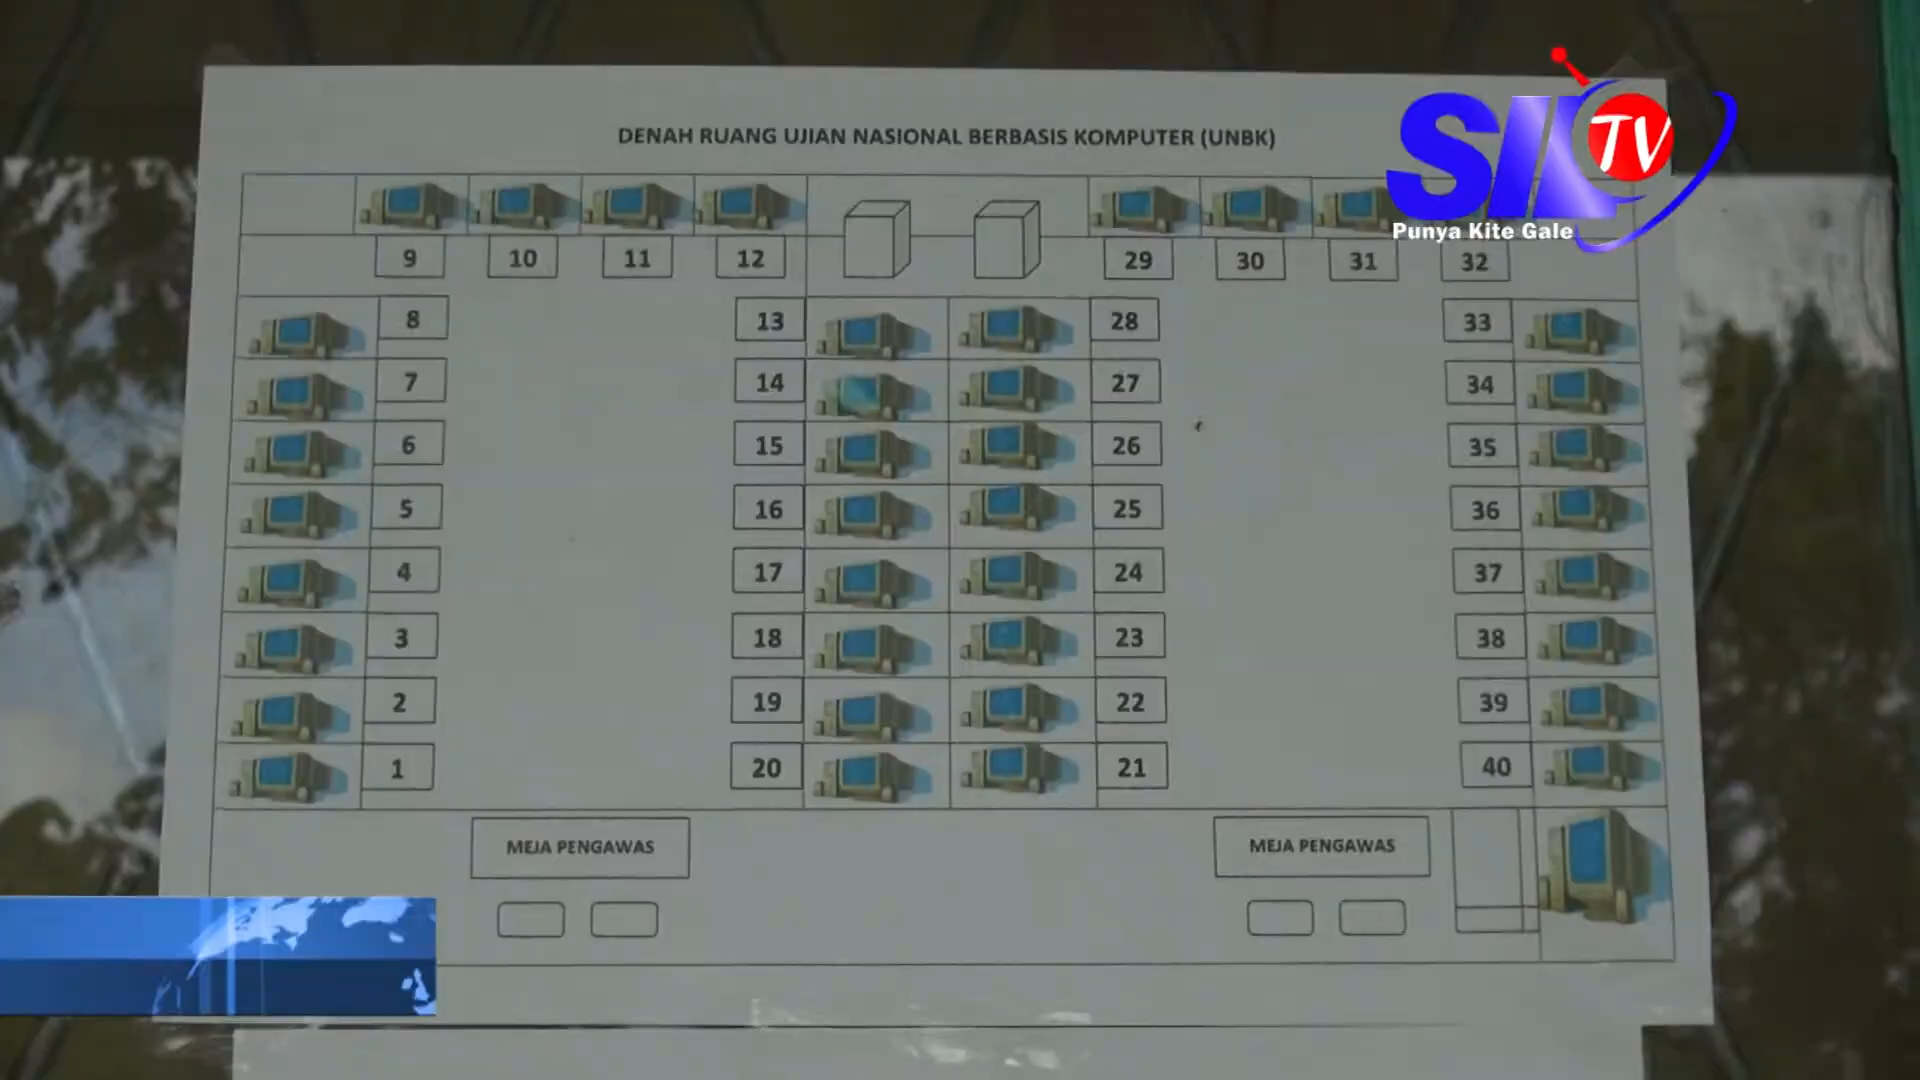 DENAH RUANG UJIAN NASIONAL BERBASIS KOMPUTER (UNBK)
SIL TV
Punya Kite Gale
9 10 11 12 29 30 31 32
8 13 28 33
7 14 27 34
6 15 26 35
5 16 25 36
4 17 24 37
3 18 23 38
2 19 22 39
1 20 21 40
MEJA PENGAWAS MEJA PENGAWAS